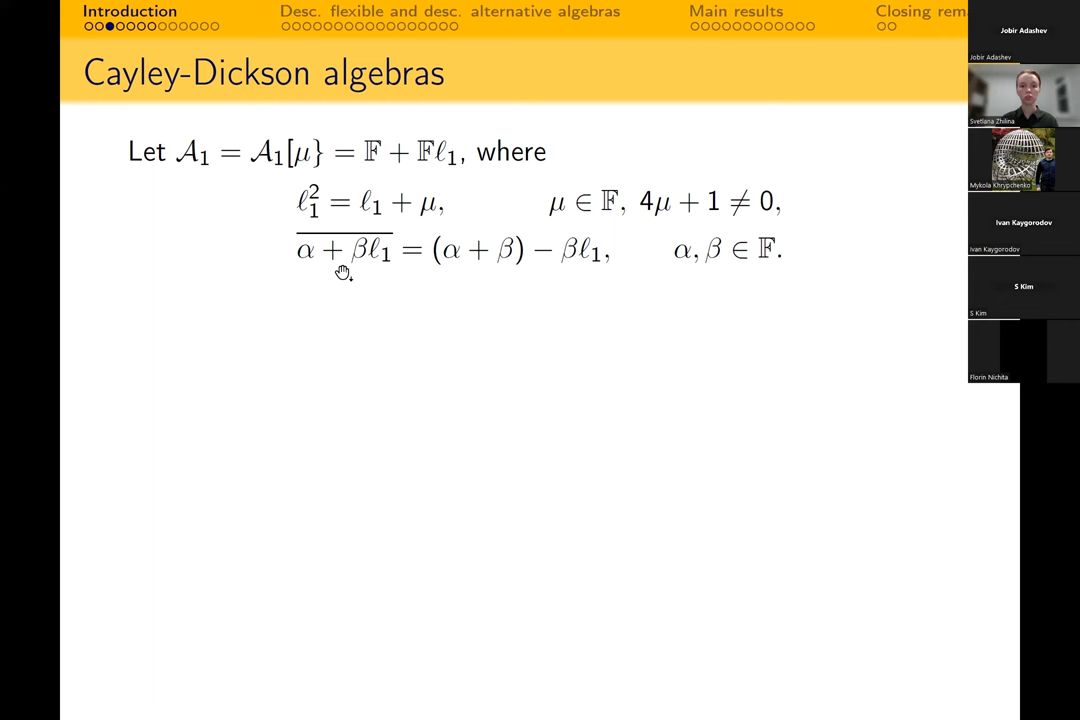 Introduction
Desc. flexible and desc. alternative algebras
Main results
Closing rem
Cayley-Dickson algebras
Let 𝒜₁ = 𝒜₁[μ} = 𝔽 + 𝔽ℓ₁, where
ℓ₁² = ℓ₁ + μ, μ ∈ 𝔽, 4μ + 1 ≠ 0,
\overline{α + βℓ₁} = (α + β) − βℓ₁, α, β ∈ 𝔽.
Jobir Adashev
Jobir Adashev
Svetlana Zhilina
Mykola Khrypchenko
Ivan Kaygorodov
Ivan Kaygorodov
S Kim
S Kim
Florin Nichita